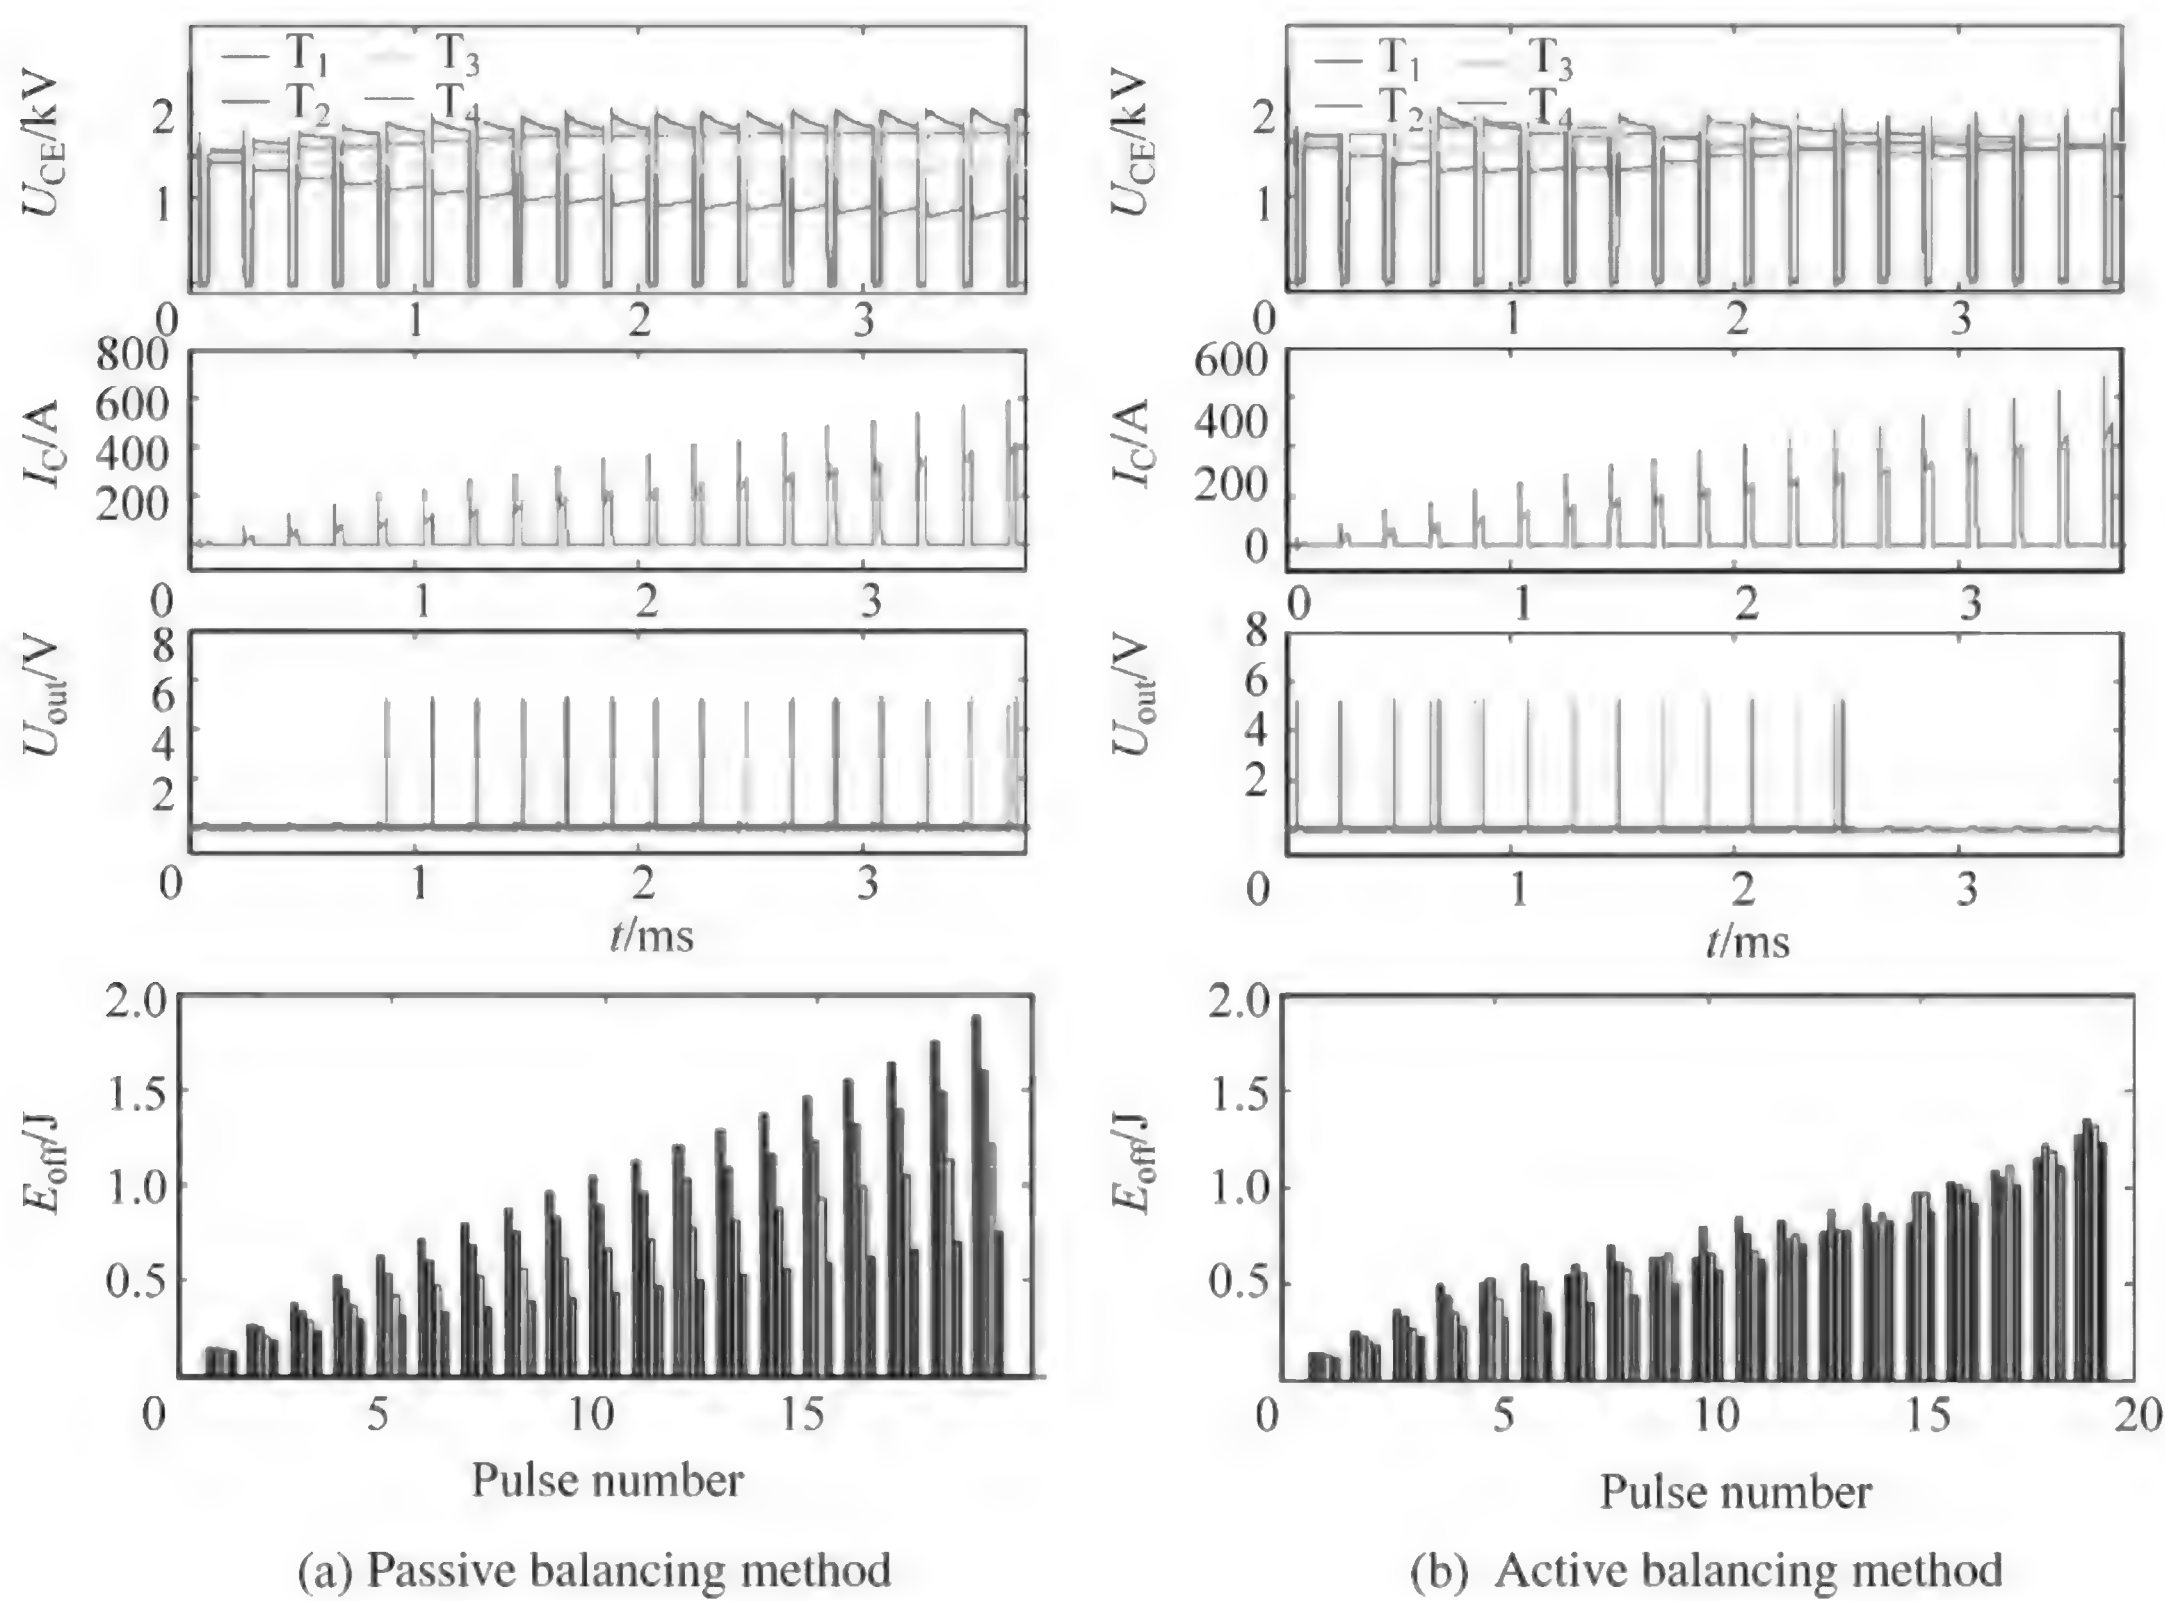 T1 T3
T2 T4
UCE/kV
2
1
0 1 2 3
IC/A
800
600
400
200
0 1 2 3
Uout/V
8
6
4
2
0 1 2 3
t/ms
Eoff/J
2.0
1.5
1.0
0.5
0 5 10 15
Pulse number
(a) Passive balancing method
T1 T3
T2 T4
UCE/kV
2
1
0 1 2 3
IC/A
600
400
200
0
0 1 2 3
Uout/V
8
6
4
2
0 1 2 3
t/ms
Eoff/J
2.0
1.5
1.0
0.5
0 5 10 15 20
Pulse number
(b) Active balancing method